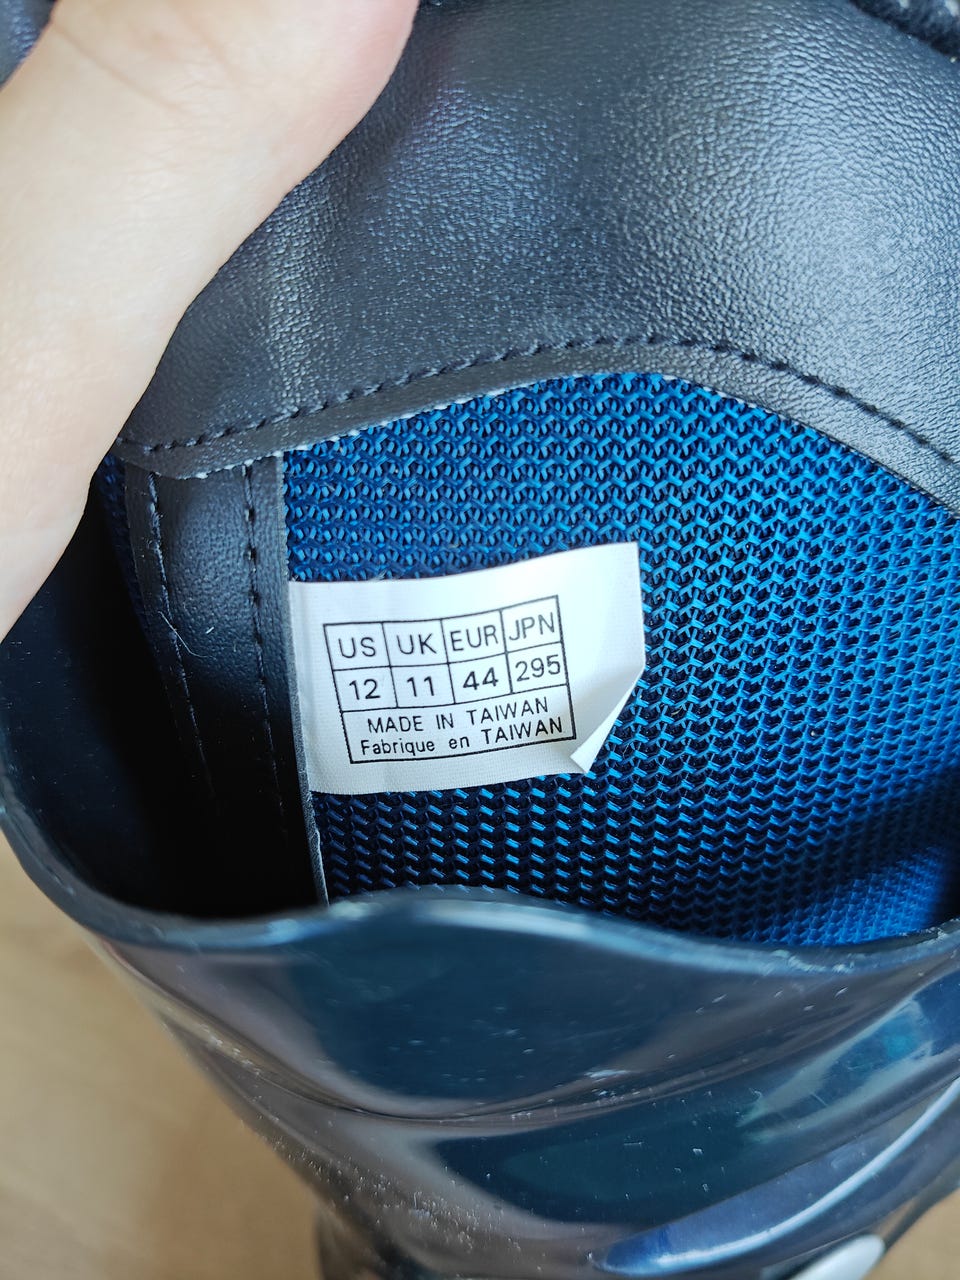 US UK EUR JPN
12 11 44 295
MADE IN TAIWAN
Fabrique en TAIWAN